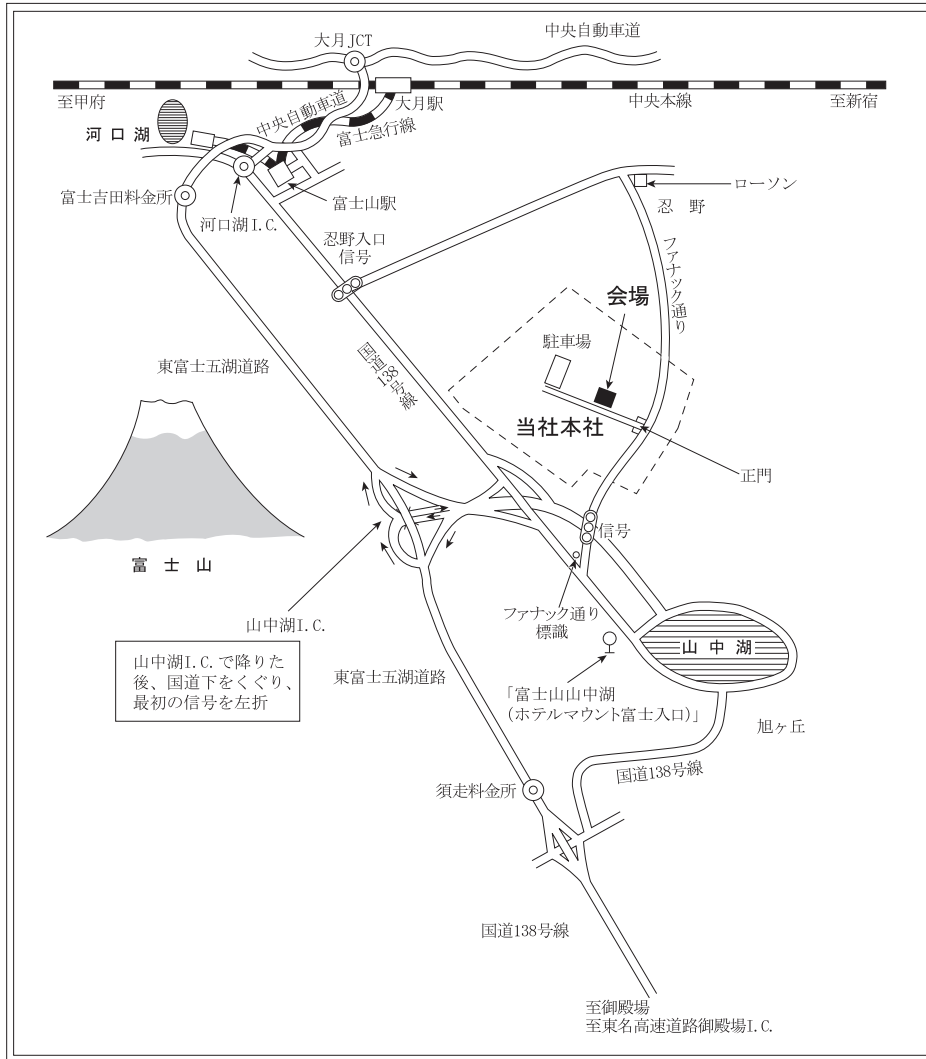 中央自動車道
大月JCT
至甲府
大月駅
中央本線
至新宿
中央自動車道
富士急行線
河口湖
ローソン
富士吉田料金所
河口湖I.C.
富士山駅
忍野
忍野入口
信号
ファナック通り
会場
駐車場
東富士五湖道路
国道138号線
当社本社
正門
信号
富士山
ファナック通り
標識
山中湖I.C.
山中湖
山中湖I.C.で降りた
後、国道下をくぐり、
最初の信号を左折
東富士五湖道路
「富士山山中湖
(ホテルマウント富士入口)」
旭ヶ丘
国道138号線
須走料金所
国道138号線
至御殿場
至東名高速道路御殿場I.C.